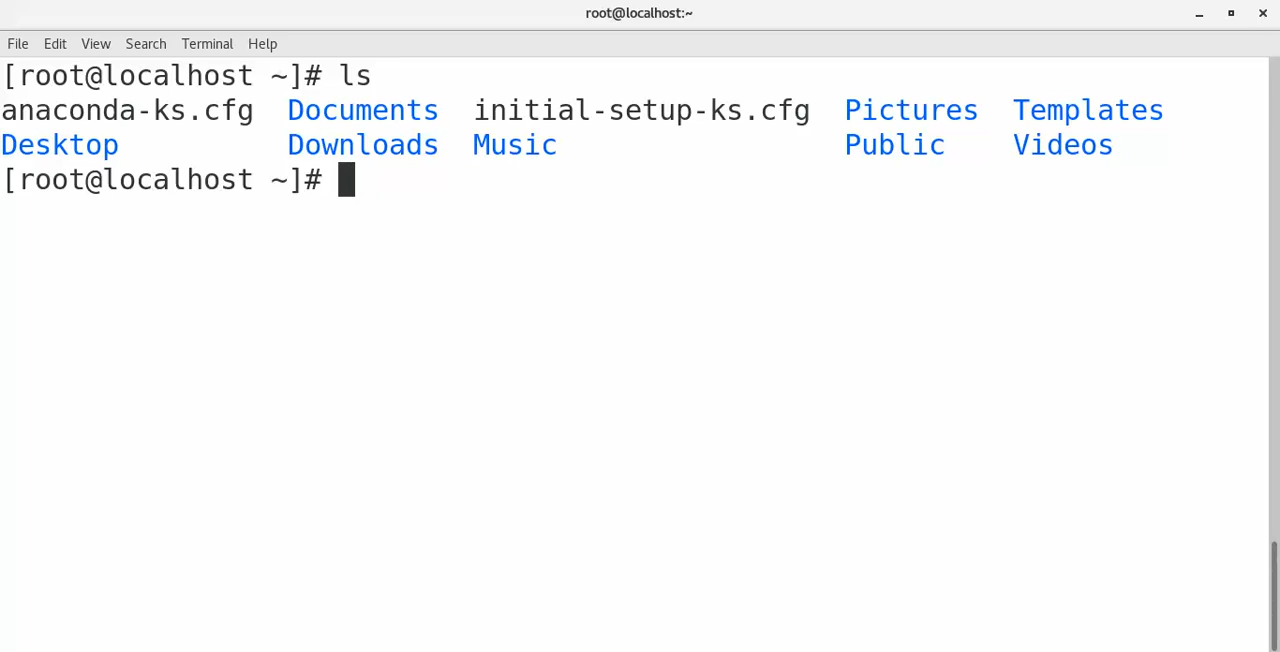 root@localhost:~
File Edit View Search Terminal Help
[root@localhost ~]# ls
anaconda-ks.cfg Documents initial-setup-ks.cfg Pictures Templates
Desktop Downloads Music Public Videos
[root@localhost ~]#